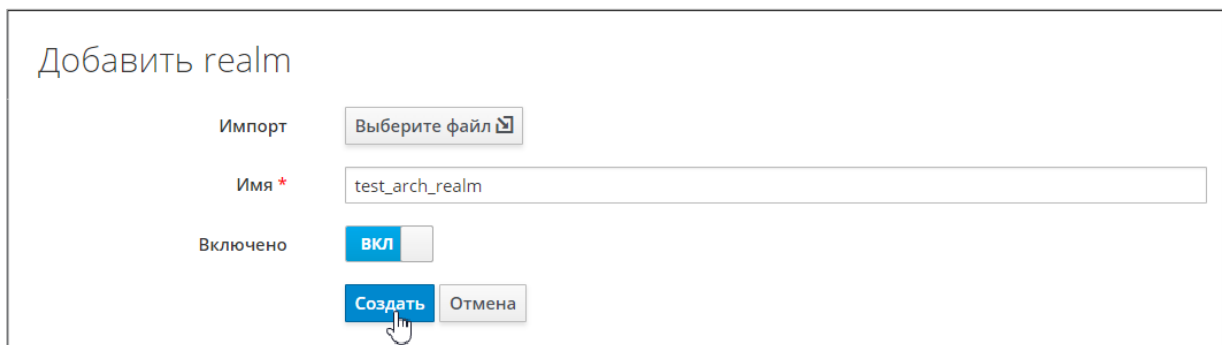 Добавить realm
Импорт Выберите файл
Имя * test_arch_realm
Включено ВКЛ
Создать Отмена